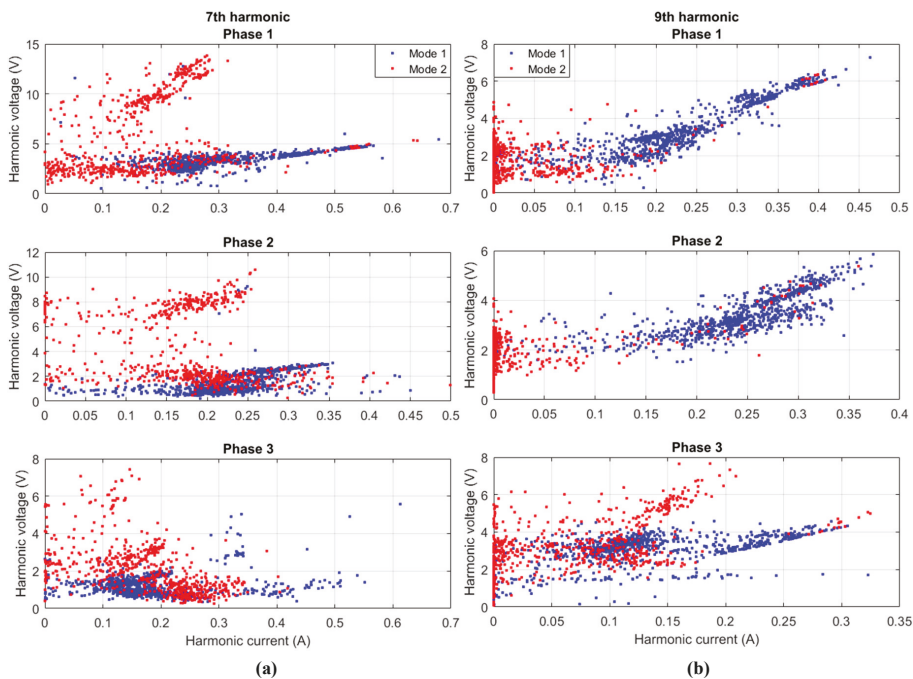 7th harmonic
Phase 1
Harmonic voltage (V)
15
10
5
0
0 0.1 0.2 0.3 0.4 0.5 0.6 0.7
Mode 1
Mode 2
Phase 2
Harmonic voltage (V)
12
10
8
6
4
2
0
0 0.05 0.1 0.15 0.2 0.25 0.3 0.35 0.4 0.45 0.5
Phase 3
Harmonic voltage (V)
8
6
4
2
0
0 0.1 0.2 0.3 0.4 0.5 0.6 0.7
Harmonic current (A)
(a)
9th harmonic
Phase 1
Harmonic voltage (V)
8
6
4
2
0
0 0.05 0.1 0.15 0.2 0.25 0.3 0.35 0.4 0.45 0.5
Mode 1
Mode 2
Phase 2
Harmonic voltage (V)
6
4
2
0
0 0.05 0.1 0.15 0.2 0.25 0.3 0.35 0.4
Phase 3
Harmonic voltage (V)
8
6
4
2
0
0 0.05 0.1 0.15 0.2 0.25 0.3 0.35
Harmonic current (A)
(b)